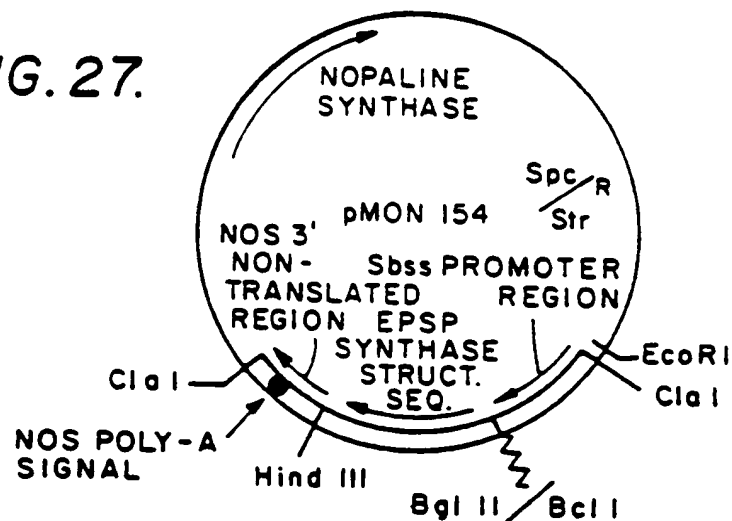 G. 27.
NOPALINE
SYNTHASE
Spc R
Str
pMON 154
NOS 3'
NON-
TRANSLATED
REGION
Sbss PROMOTER
REGION
EPSP
SYNTHASE
STRUCT.
SEQ.
EcoRI
Cla I
Cla I
NOS POLY-A
SIGNAL
Hind III
Bgl II / Bcl I